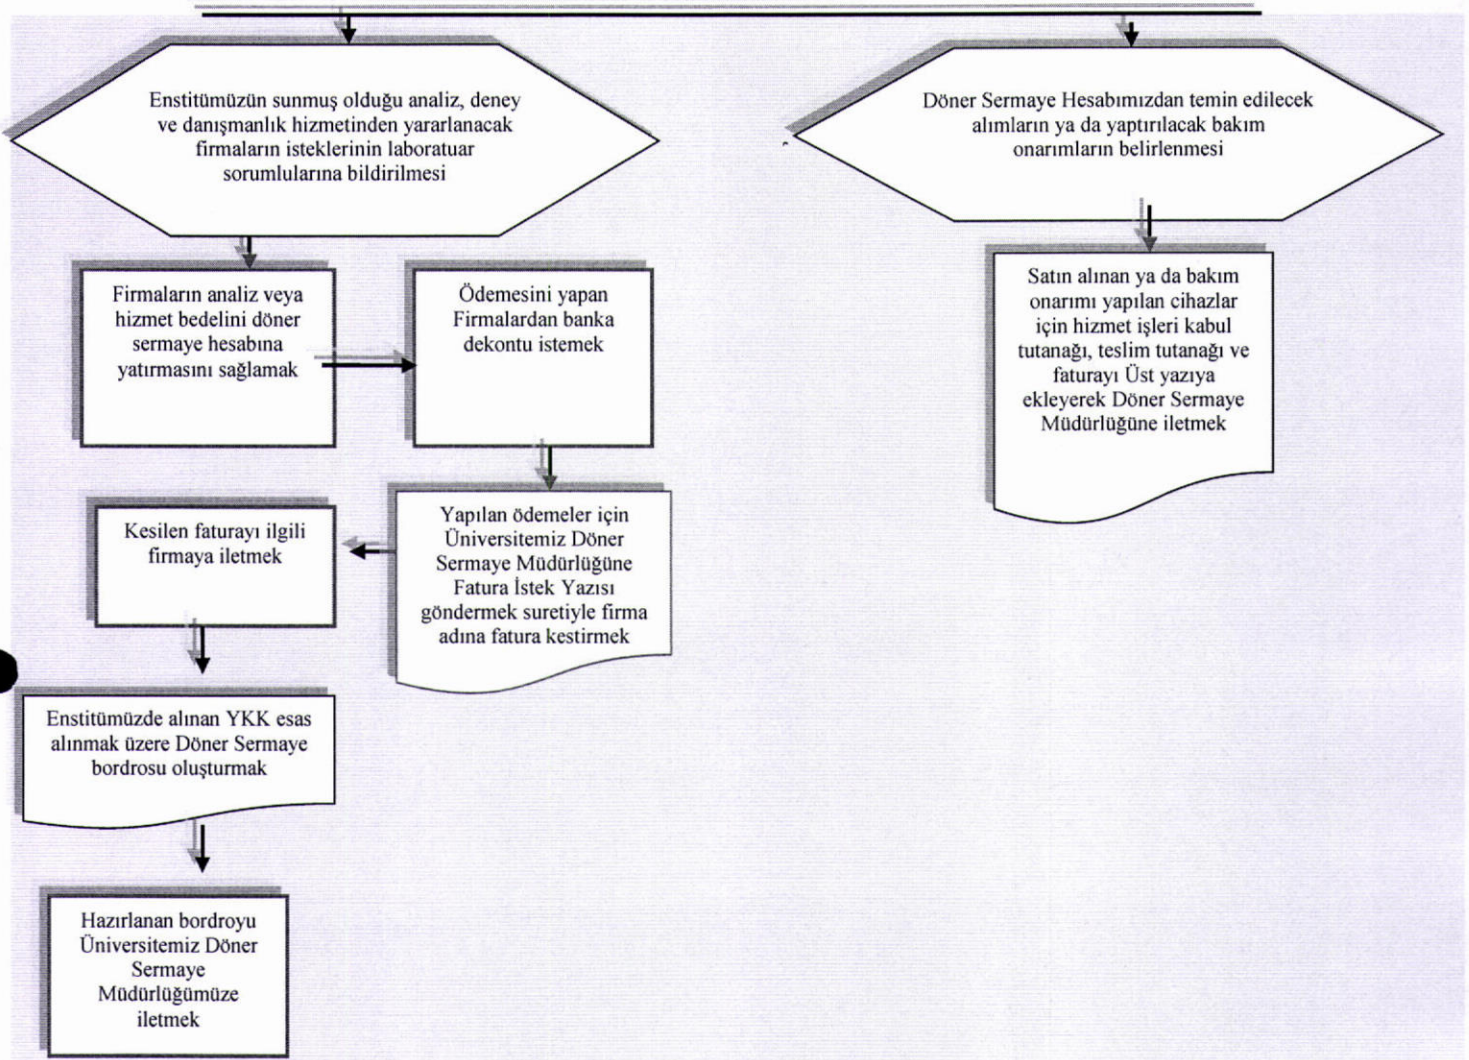 Enstitümüzün sunmuş olduğu analiz, deney
ve danışmanlık hizmetinden yararlanacak
firmaların isteklerinin laboratuar
sorumlularına bildirilmesi
Firmaların analiz veya
hizmet bedelini döner
sermaye hesabına
yatırmasını sağlamak
Ödemesini yapan
Firmalardan banka
dekontu istemek
Yapılan ödemeler için
Üniversitemiz Döner
Sermaye Müdürlüğüne
Fatura İstek Yazısı
göndermek suretiyle firma
adına fatura kestirmek
Kesilen faturayı ilgili
firmaya iletmek
Enstitümüzde alınan YKK esas
alınmak üzere Döner Sermaye
bordrosu oluşturmak
Hazırlanan bordroyu
Üniversitemiz Döner
Sermaye
Müdürlüğümüze
iletmek
Döner Sermaye Hesabımızdan temin edilecek
alımların ya da yaptırılacak bakım
onarımların belirlenmesi
Satın alınan ya da bakım
onarımı yapılan cihazlar
için hizmet işleri kabul
tutanağı, teslim tutanağı ve
faturayı Üst yazıya
ekleyerek Döner Sermaye
Müdürlüğüne iletmek